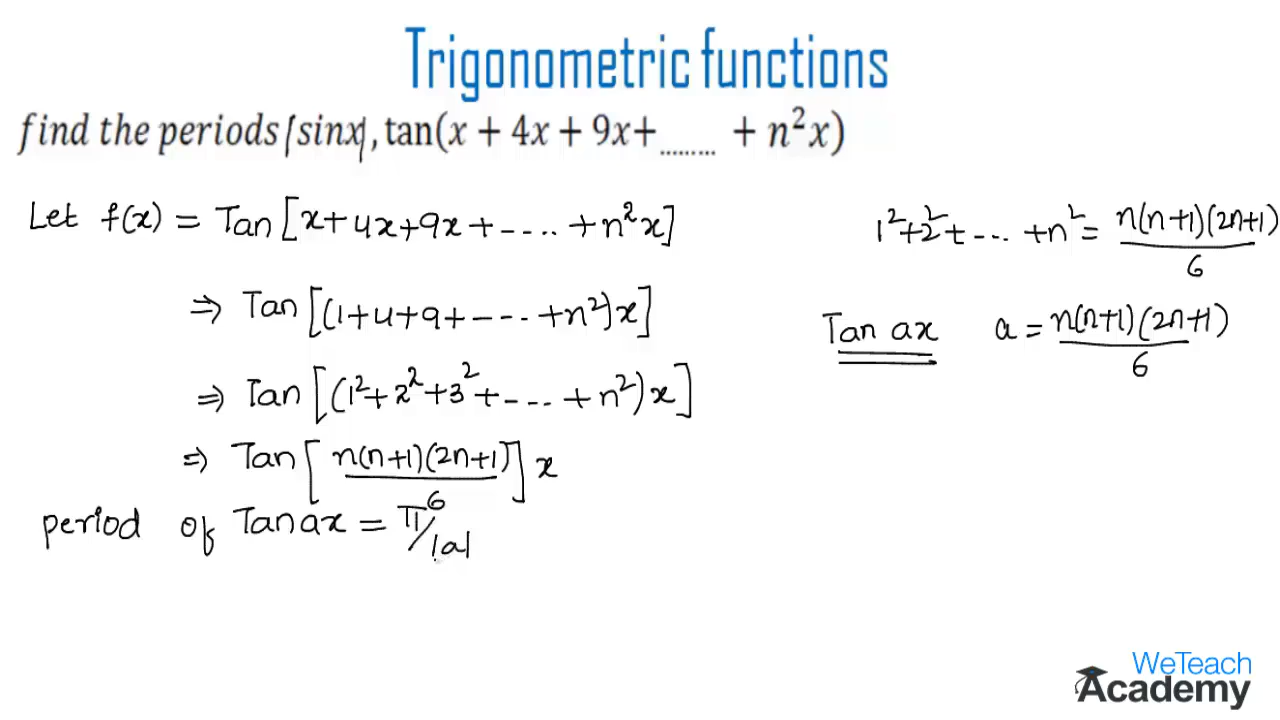 Trigonometric functions
find the periods |sinx|, tan(x + 4x + 9x+ ......... + n²x)
Let f(x) = Tan [x+4x+9x+ ----.. + n²x]
1²+2²+ --.. +n² = n(n+1)(2n+1)/6
⇒ Tan [(1+4+9+ ---.. +n²)x]
Tan ax a = n(n+1)(2n+1)/6
⇒ Tan [(1²+2²+3²+ --.. + n²)x]
⇒ Tan [n(n+1)(2n+1)/6] x
period of Tan ax = π/|a|
WeTeach
Academy